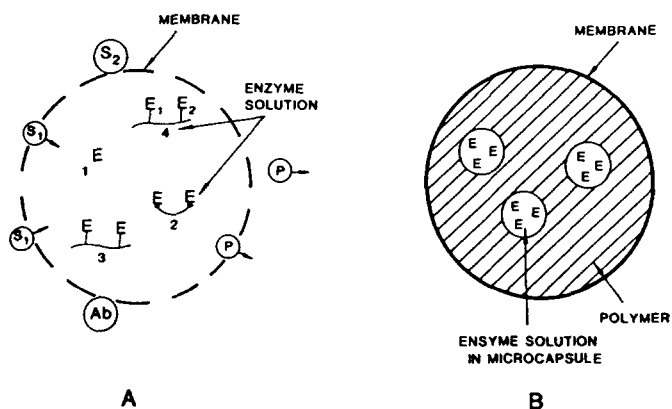 MEMBRANE
S2
ENZYME
SOLUTION
E1 E2
4
S1
E
1
P
E E
2
S1
E E
3
P
Ab
A
MEMBRANE
E E
E
E E
E
E E
E
POLYMER
ENSYME SOLUTION
IN MICROCAPSULE
B